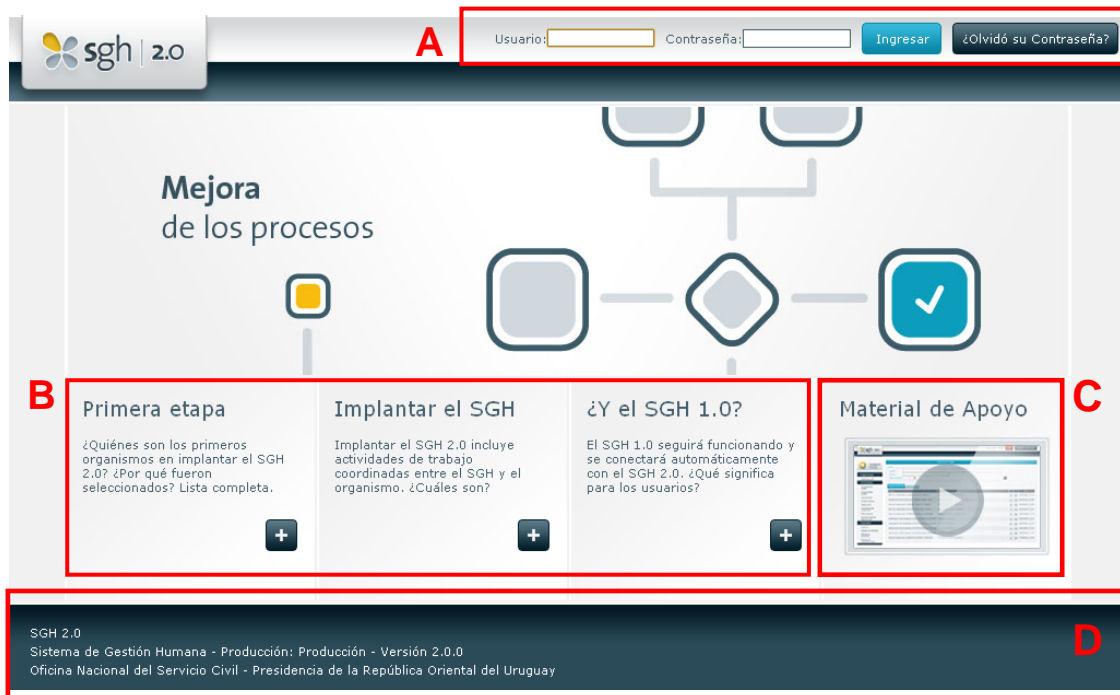 sgh | 2.0
A
Usuario:
Contraseña:
Ingresar
¿Olvidó su Contraseña?
Mejora
de los procesos
B
Primera etapa
¿Quiénes son los primeros
organismos en implantar el SGH
2.0? ¿Por qué fueron
seleccionados? Lista completa.
+
Implantar el SGH
Implantar el SGH 2.0 incluye
actividades de trabajo
coordinadas entre el SGH y el
organismo. ¿Cuáles son?
+
¿Y el SGH 1.0?
El SGH 1.0 seguirá funcionando y
se conectará automáticamente
con el SGH 2.0. ¿Qué significa
para los usuarios?
+
Material de Apoyo
C
SGH 2.0
Sistema de Gestión Humana - Producción: Producción - Versión 2.0.0
Oficina Nacional del Servicio Civil - Presidencia de la República Oriental del Uruguay
D